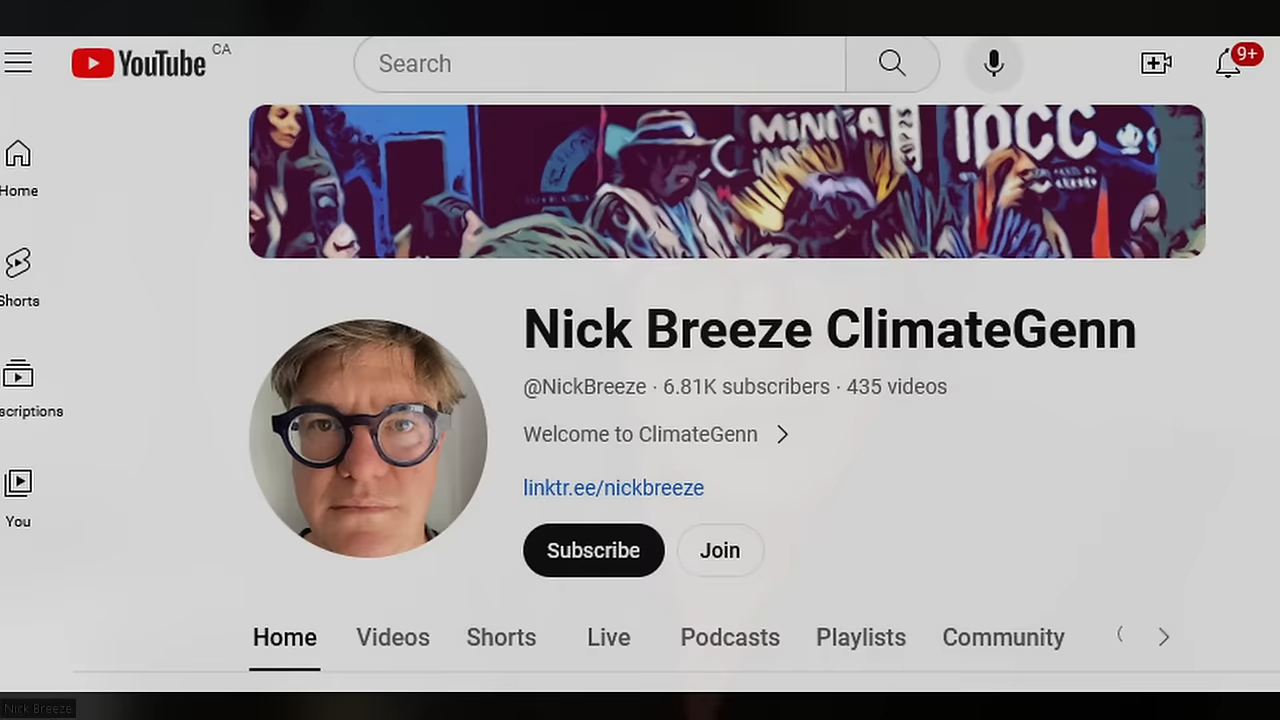 YouTube CA
Search
9+
Home
Shorts
scriptions
You
IPCC
Nick Breeze ClimateGenn
@NickBreeze · 6.81K subscribers · 435 videos
Welcome to ClimateGenn
linktr.ee/nickbreeze
Subscribe
Join
Home Videos Shorts Live Podcasts Playlists Community
Nick Breeze